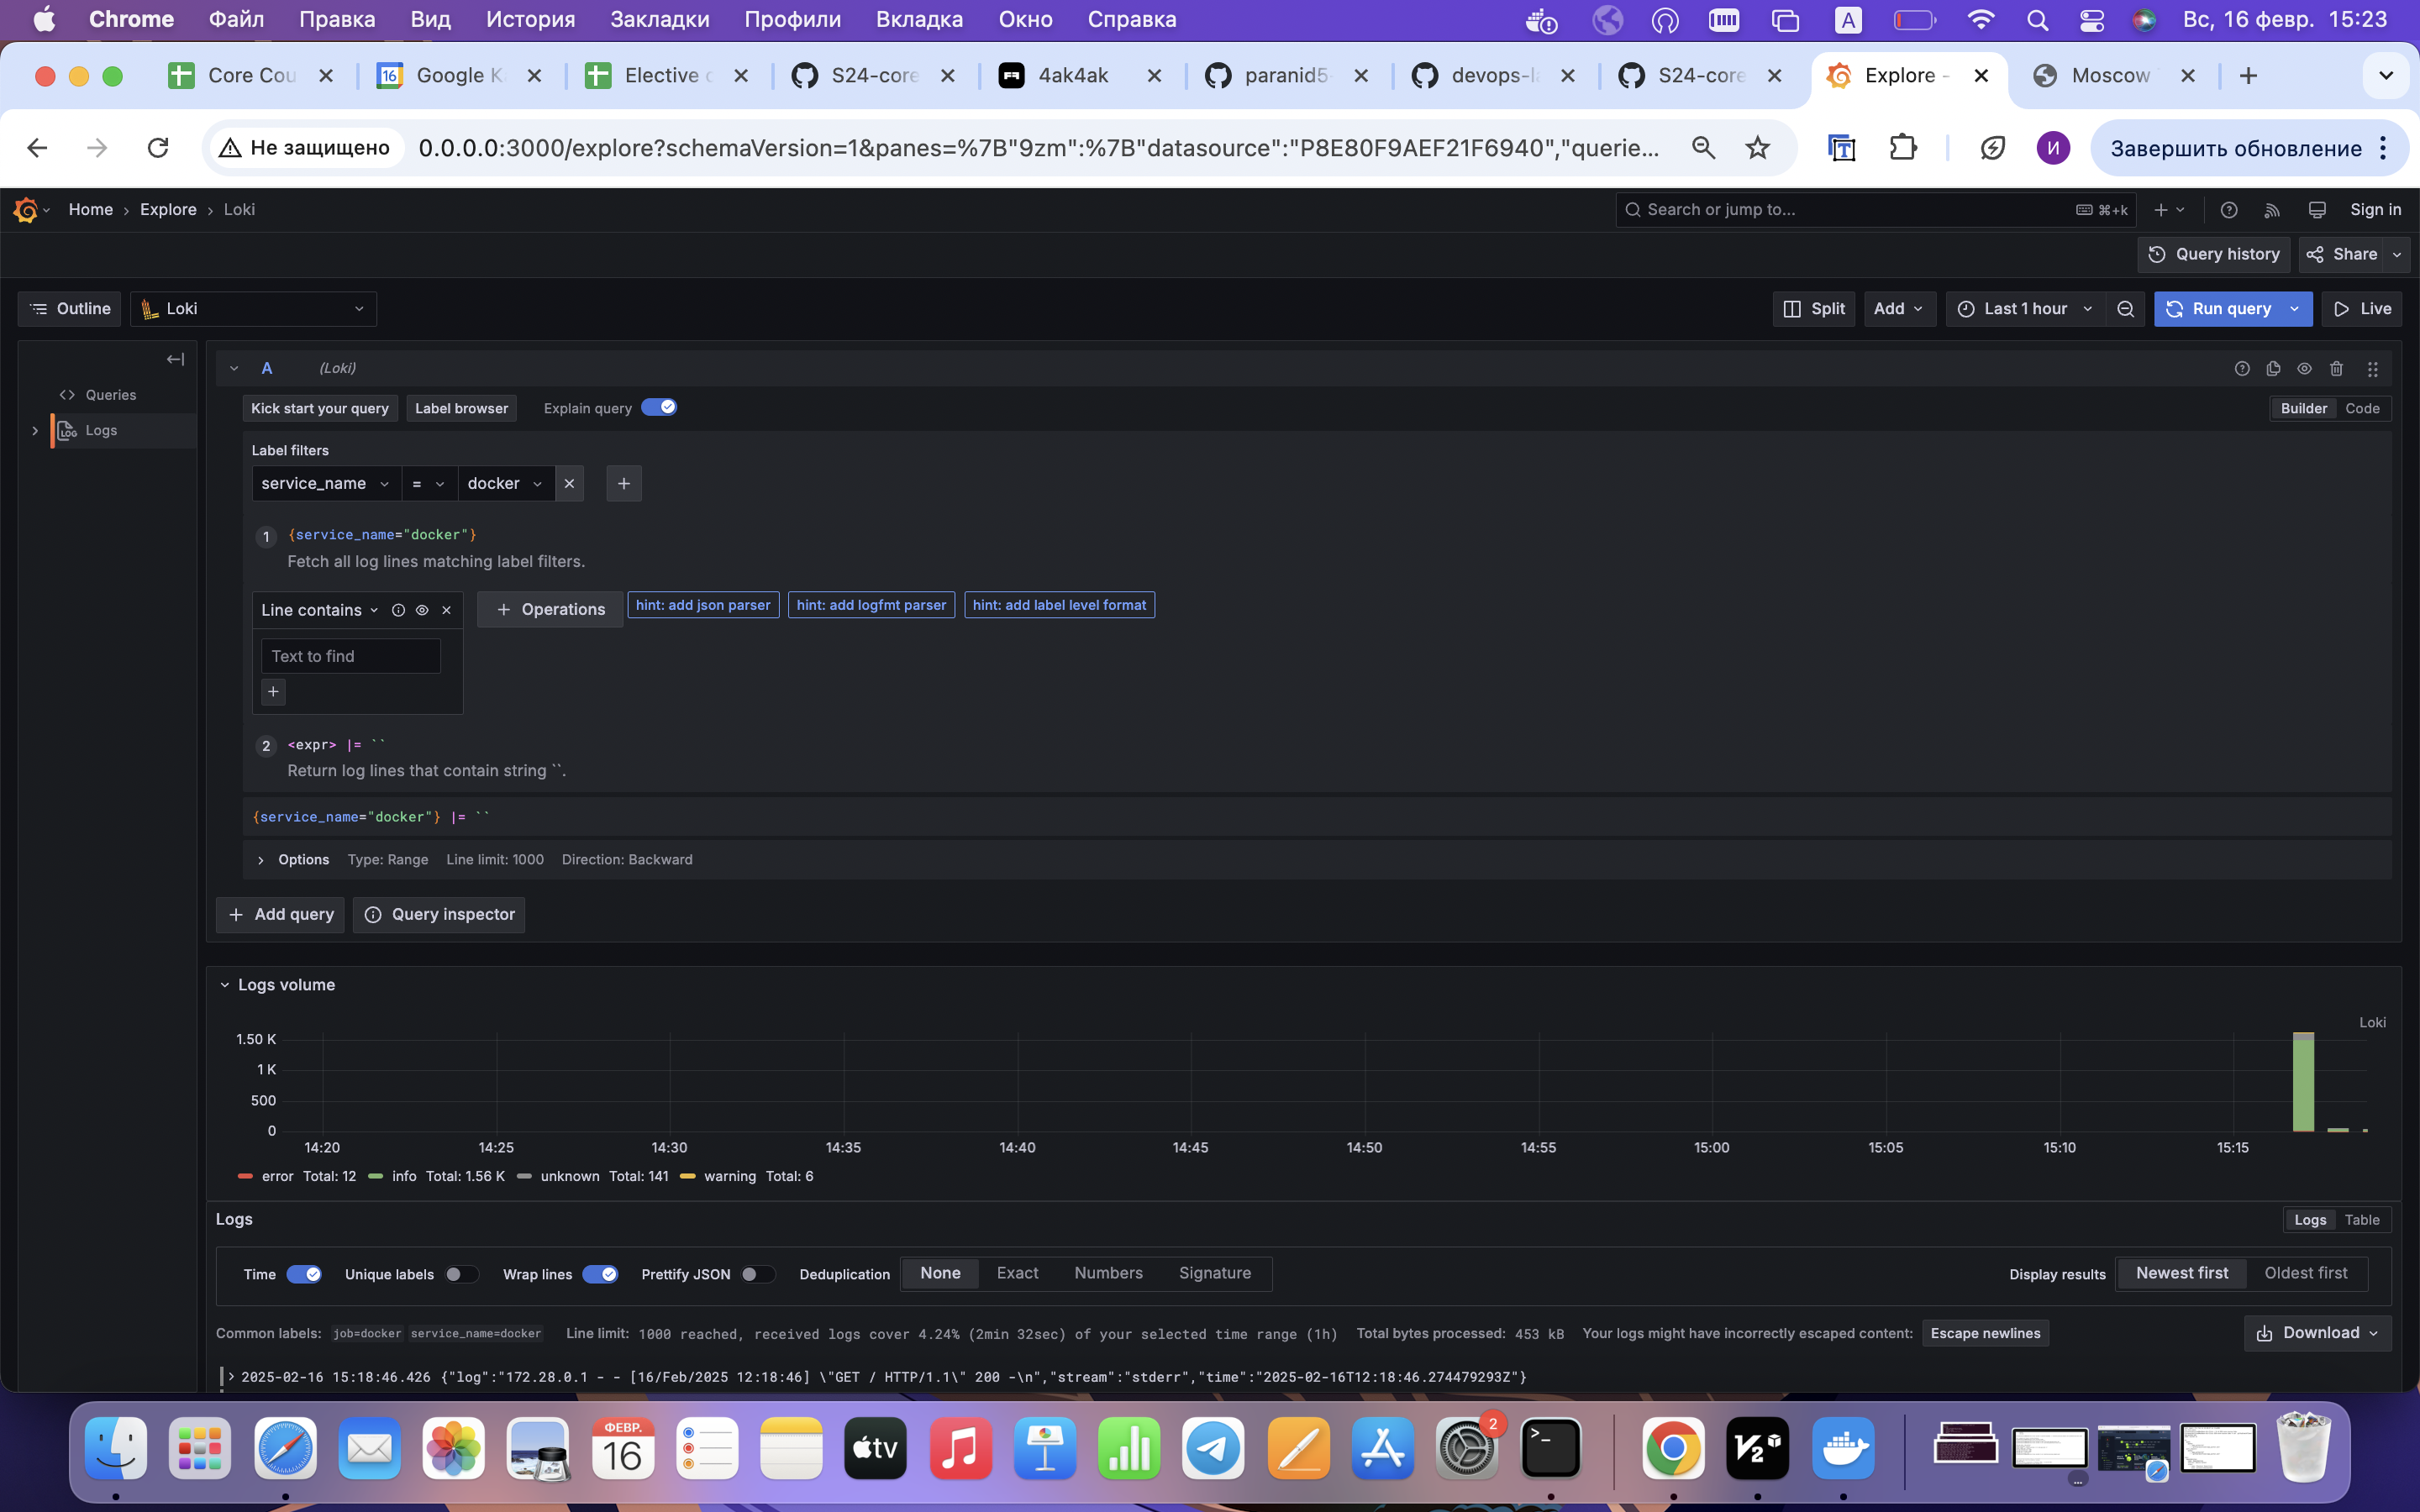 Chrome Файл Правка Вид История Закладки Профили Вкладка Окно Справка A Вс, 16 февр. 15:23
Core Cou 16 Google K Elective S24-core 4ak4ak paranid5 devops-l S24-core Explore - Moscow
Не защищено 0.0.0.0:3000/explore?schemaVersion=1&panes=%7B"9zm":%7B"datasource":"P8E80F9AEF21F6940","querie... И Завершить обновление
Home › Explore › Loki Search or jump to... ⌘+k Sign in
Query history Share
Outline Loki Split Add Last 1 hour Run query Live
Queries
Logs
A (Loki)
Kick start your query Label browser Explain query Builder Code
Label filters
service_name = docker
1 {service_name="docker"}
Fetch all log lines matching label filters.
Line contains + Operations hint: add json parser hint: add logfmt parser hint: add label level format
Text to find
2 <expr> |= ``
Return log lines that contain string ``.
{service_name="docker"} |= ``
Options Type: Range Line limit: 1000 Direction: Backward
+ Add query Query inspector
Logs volume
Loki
1.50 K
1 K
500
0
14:20 14:25 14:30 14:35 14:40 14:45 14:50 14:55 15:00 15:05 15:10 15:15
error Total: 12 info Total: 1.56 K unknown Total: 141 warning Total: 6
Logs Logs Table
Time Unique labels Wrap lines Prettify JSON Deduplication None Exact Numbers Signature Display results Newest first Oldest first
Common labels: job=docker service_name=docker Line limit: 1000 reached, received logs cover 4.24% (2min 32sec) of your selected time range (1h) Total bytes processed: 453 kB Your logs might have incorrectly escaped content: Escape newlines Download
2025-02-16 15:18:46.426 {"log":"172.28.0.1 - - [16/Feb/2025 12:18:46] \"GET / HTTP/1.1\" 200 -\n","stream":"stderr","time":"2025-02-16T12:18:46.274479293Z"}
ФЕВР. 16 tv 2 >_ V2